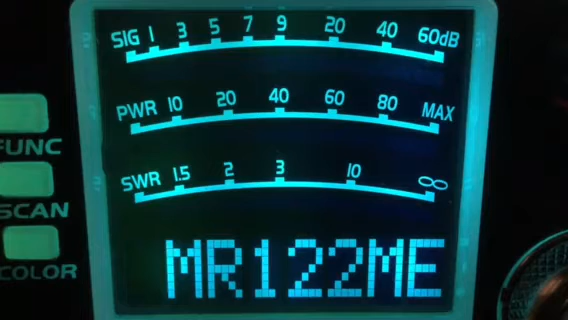 SIG 1 3 5 7 9 20 40 60dB
PWR 10 20 40 60 80 MAX
SWR 1.5 2 3 10 ∞
FUNC
SCAN
COLOR
MR122ME